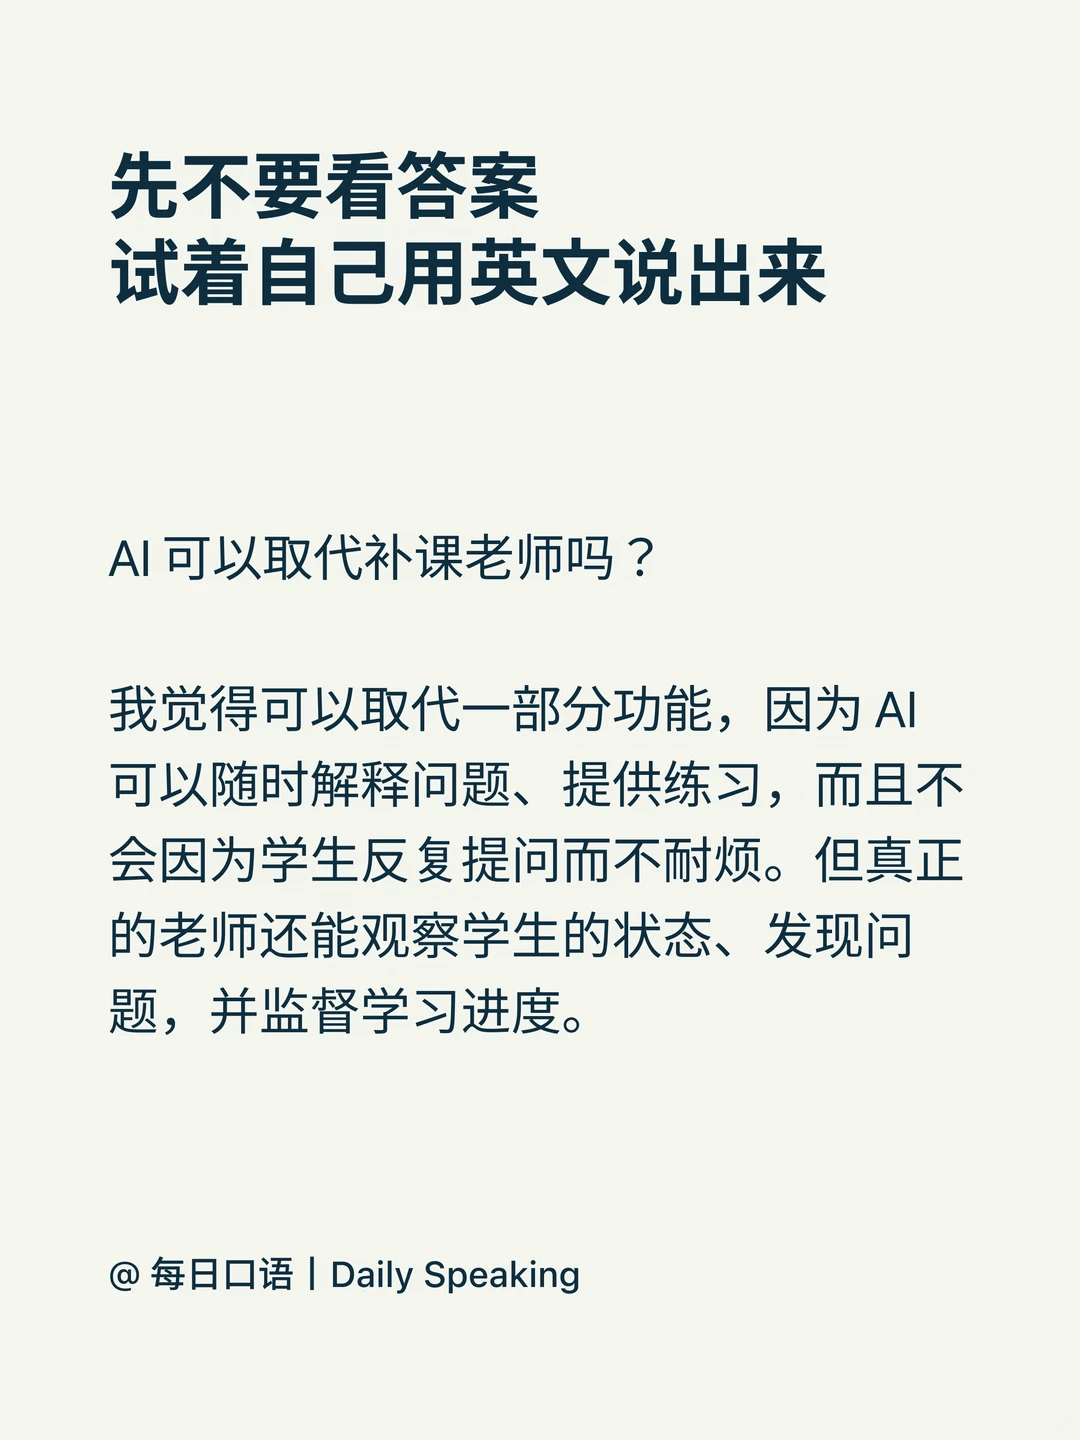 先不要看答案
试着自己用英文说出来
AI 可以取代补课老师吗？
我觉得可以取代一部分功能，因为 AI
可以随时解释问题、提供练习，而且不
会因为学生反复提问而不耐烦。但真正
的老师还能观察学生的状态、发现问
题，并监督学习进度。
@ 每日口语｜Daily Speaking